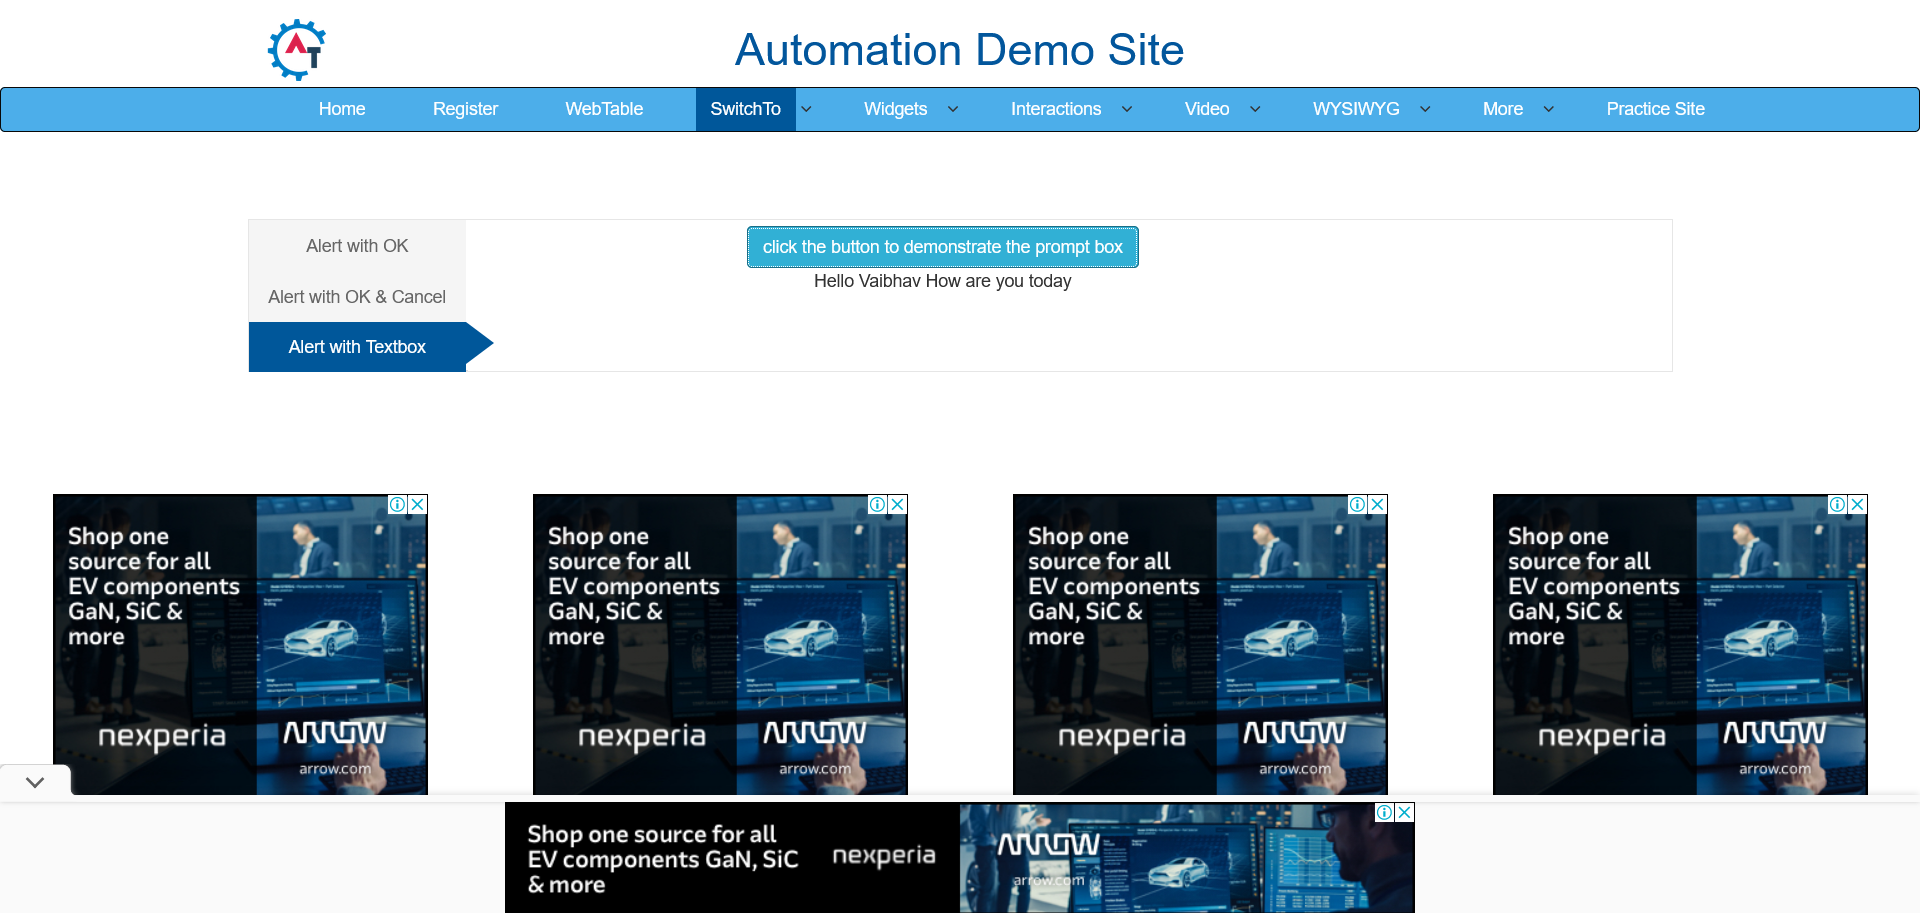 AT
Automation Demo Site
Home Register WebTable SwitchTo Widgets Interactions Video WYSIWYG More Practice Site
Alert with OK
click the button to demonstrate the prompt box
Hello Vaibhav How are you today
Alert with OK & Cancel
Alert with Textbox
Shop one
source for all
EV components
GaN, SiC &
more
nexperia
ARROW
arrow.com
Shop one
source for all
EV components
GaN, SiC &
more
nexperia
ARROW
arrow.com
Shop one
source for all
EV components
GaN, SiC &
more
nexperia
ARROW
arrow.com
Shop one
source for all
EV components
GaN, SiC &
more
nexperia
ARROW
arrow.com
Shop one source for all
EV components GaN, SiC
& more
nexperia
ARROW
arrow.com